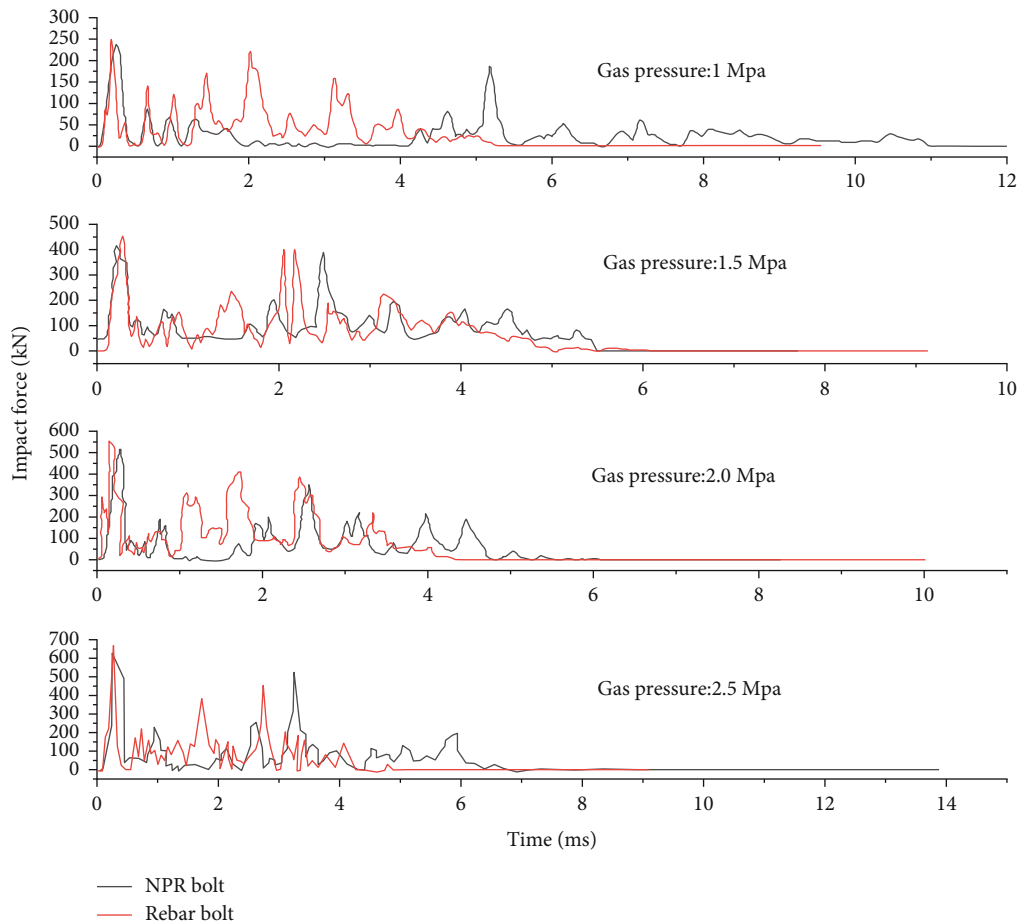 300
250
200
150
100
50
0
Gas pressure:1 Mpa
0 2 4 6 8 10 12
500
400
300
200
100
0
Gas pressure:1.5 Mpa
0 2 4 6 8 10
Impact force (kN)
600
500
400
300
200
100
0
Gas pressure:2.0 Mpa
0 2 4 6 8 10
700
600
500
400
300
200
100
0
Gas pressure:2.5 Mpa
0 2 4 6 8 10 12 14
Time (ms)
NPR bolt
Rebar bolt